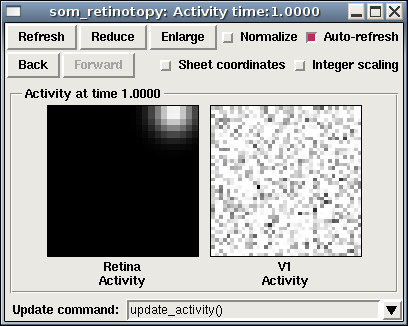 som_retinotopy: Activity time:1.0000
Refresh Reduce Enlarge Normalize Auto-refresh
Back Forward Sheet coordinates Integer scaling
Activity at time 1.0000
Retina V1
Activity Activity
Update command: update_activity()